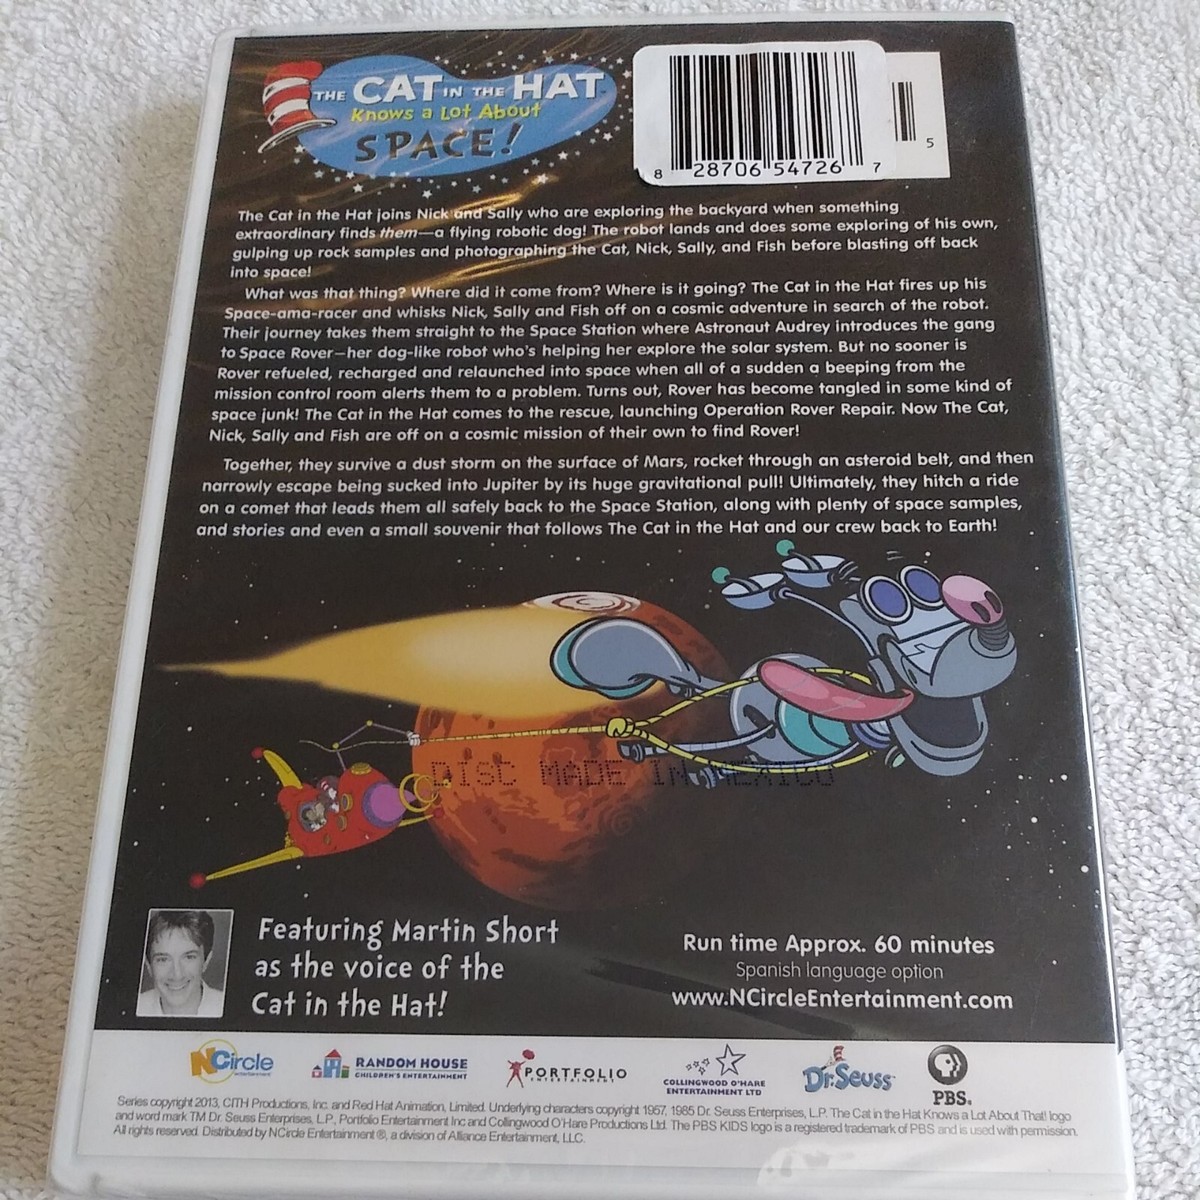 THE CAT IN THE HAT
Knows a Lot About
SPACE!
8 28706 54726 7
5
The Cat in the Hat joins Nick and Sally who are exploring the backyard when something
extraordinary finds them—a flying robotic dog! The robot lands and does some exploring of his own,
gulping up rock samples and photographing the Cat, Nick, Sally, and Fish before blasting off back
into space!
What was that thing? Where did it come from? Where is it going? The Cat in the Hat fires up his
Space-ama-racer and whisks Nick, Sally and Fish off on a cosmic adventure in search of the robot.
Their journey takes them straight to the Space Station where Astronaut Audrey introduces the gang
to Space Rover—her dog-like robot who's helping her explore the solar system. But no sooner is
Rover refueled, recharged and relaunched into space when all of a sudden a beeping from the
mission control room alerts them to a problem. Turns out, Rover has become tangled in some kind of
space junk! The Cat in the Hat comes to the rescue, launching Operation Rover Repair. Now The Cat,
Nick, Sally and Fish are off on a cosmic mission of their own to find Rover!
Together, they survive a dust storm on the surface of Mars, rocket through an asteroid belt, and then
narrowly escape being sucked into Jupiter by its huge gravitational pull! Ultimately, they hitch a ride
on a comet that leads them all safely back to the Space Station, along with plenty of space samples,
and stories and even a small souvenir that follows The Cat in the Hat and our crew back to Earth!
DISC MADE IN MEXICO
Featuring Martin Short
as the voice of the
Cat in the Hat!
Run time Approx. 60 minutes
Spanish language option
www.NCircleEntertainment.com
NCircle
entertainment
RANDOM HOUSE
CHILDREN'S ENTERTAINMENT
PORTFOLIO
ENTERTAINMENT
COLLINGWOOD O'HARE
ENTERTAINMENT LTD
Dr. Seuss
PBS.
Series copyright 2013, CITH Productions, Inc. and Red Hat Animation, Limited. Underlying characters copyright 1957, 1985 Dr. Seuss Enterprises, L.P. The Cat in the Hat Knows a Lot About That! logo
and word mark TM Dr. Seuss Enterprises, L.P., Portfolio Entertainment Inc and Collingwood O'Hare Productions Ltd. The PBS KIDS logo is a registered trademark of PBS and is used with permission.
All rights reserved. Distributed by NCircle Entertainment ®, a division of Alliance Entertainment, LLC.